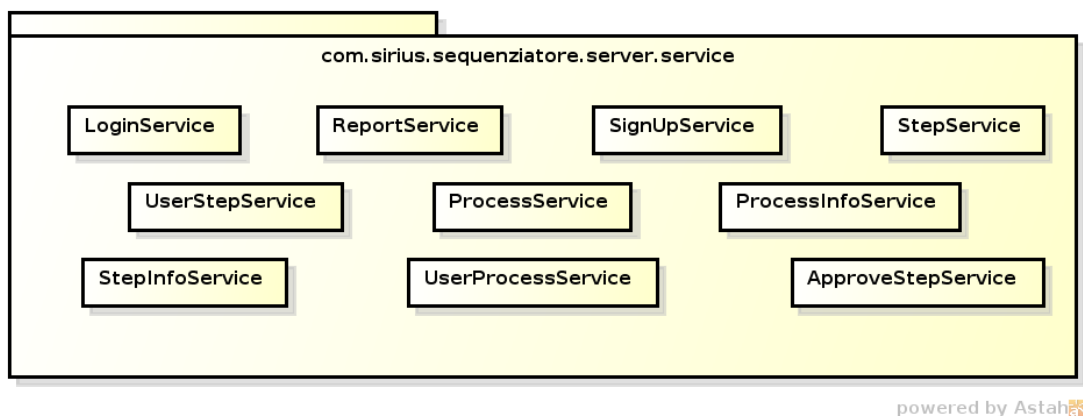 com.sirius.sequenziatore.server.service
LoginService
ReportService
SignUpService
StepService
UserStepService
ProcessService
ProcessInfoService
StepInfoService
UserProcessService
ApproveStepService
powered by Astah